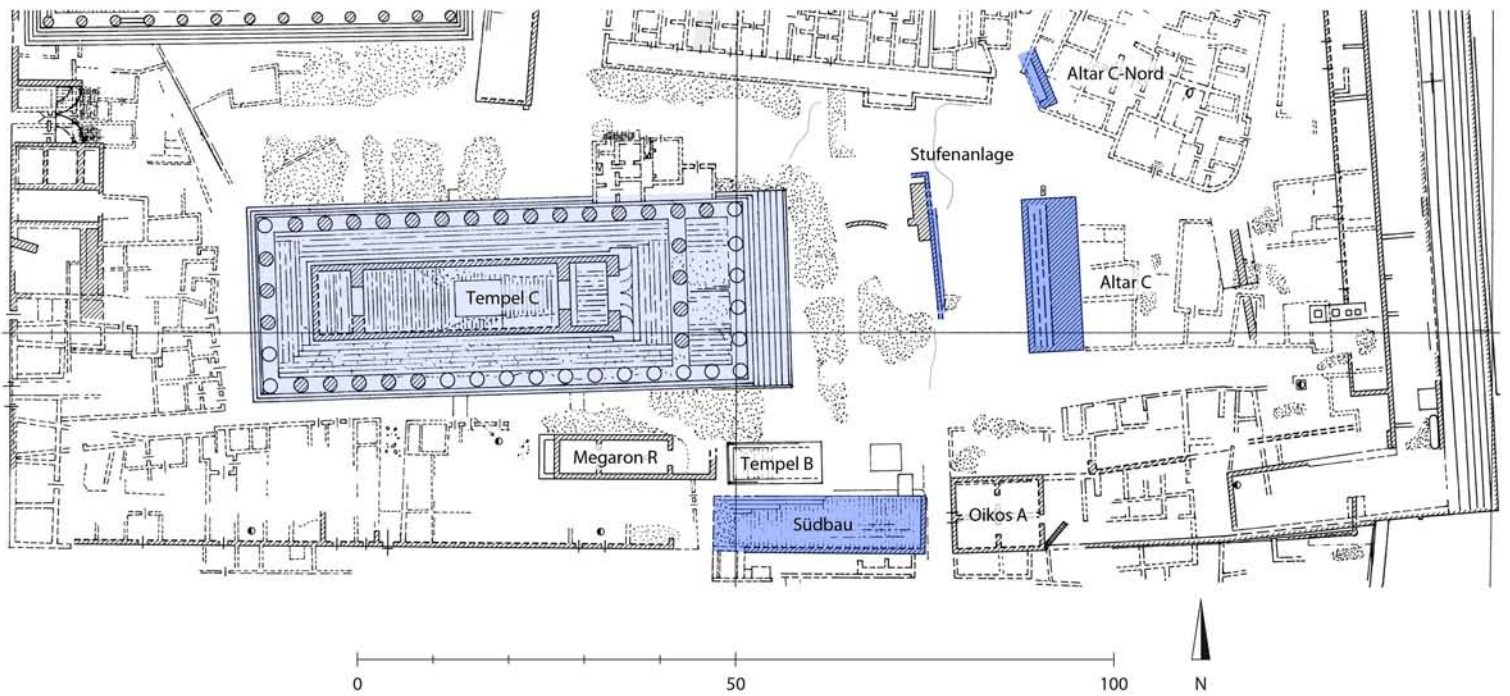 Altar C-Nord
Stufenanlage
Tempel C
Altar C
Megaron R
Tempel B
Südbau
Oikos A
0
50
100
N